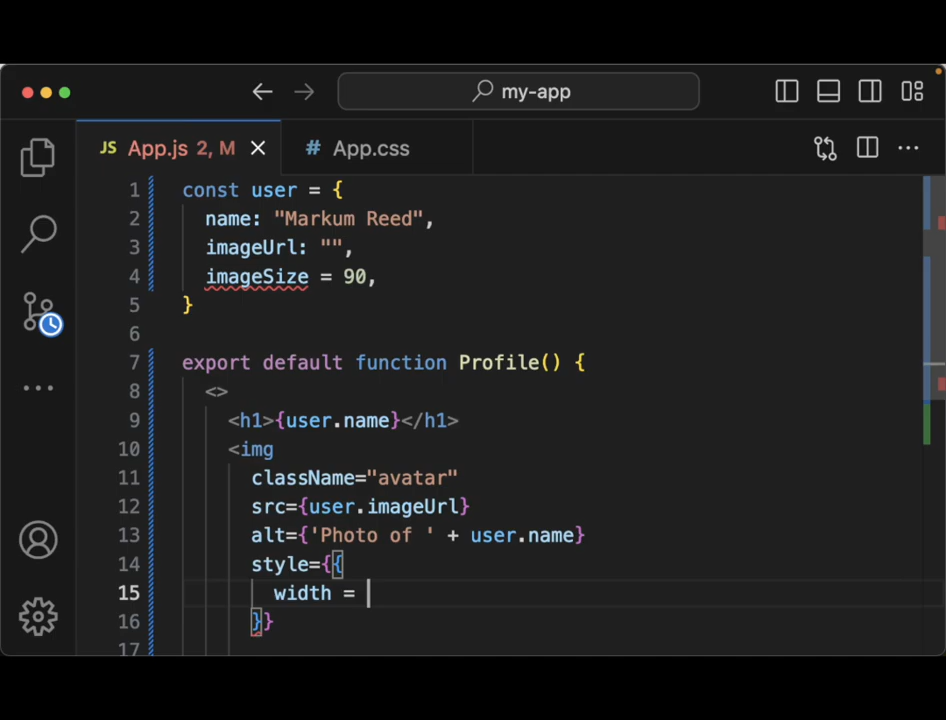 my-app
JS App.js 2, M # App.css
1 const user = {
2 name: "Markum Reed",
3 imageUrl: "",
4 imageSize = 90,
5 }
6
7 export default function Profile() {
8 <>
9 <h1>{user.name}</h1>
10 <img
11 className="avatar"
12 src={user.imageUrl}
13 alt={'Photo of ' + user.name}
14 style={{
15 width =
16 }}
17